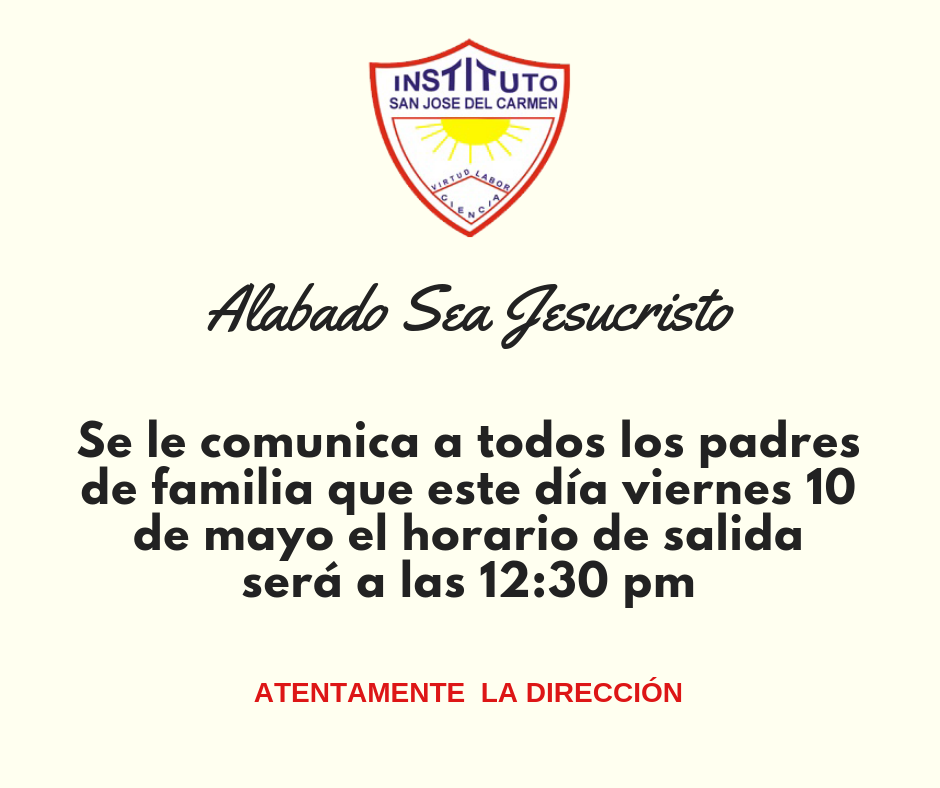 INSTITUTO
SAN JOSE DEL CARMEN
VIRTUD LABOR
CIENCIA
Alabado Sea Jesucristo
Se le comunica a todos los padres
de familia que este día viernes 10
de mayo el horario de salida
será a las 12:30 pm
ATENTAMENTE LA DIRECCIÓN